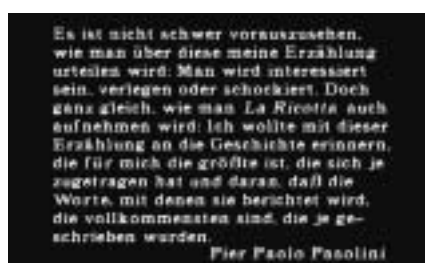 Es ist nicht schwer vorauszusehen,
wie man über diese meine Erzählung
urteilen wird: Man wird interessiert
sein, verlegen oder schockiert. Doch
ganz gleich, wie man La Ricotta auch
aufnehmen wird: Ich wollte mit dieser
Erzählung an die Geschichte erinnern,
die für mich die größte ist, die sich je
zugetragen hat und daran, daß die
Worte, mit denen sie berichtet wird,
die vollkommensten sind, die je ge-
schrieben wurden.
Pier Paolo Pasolini